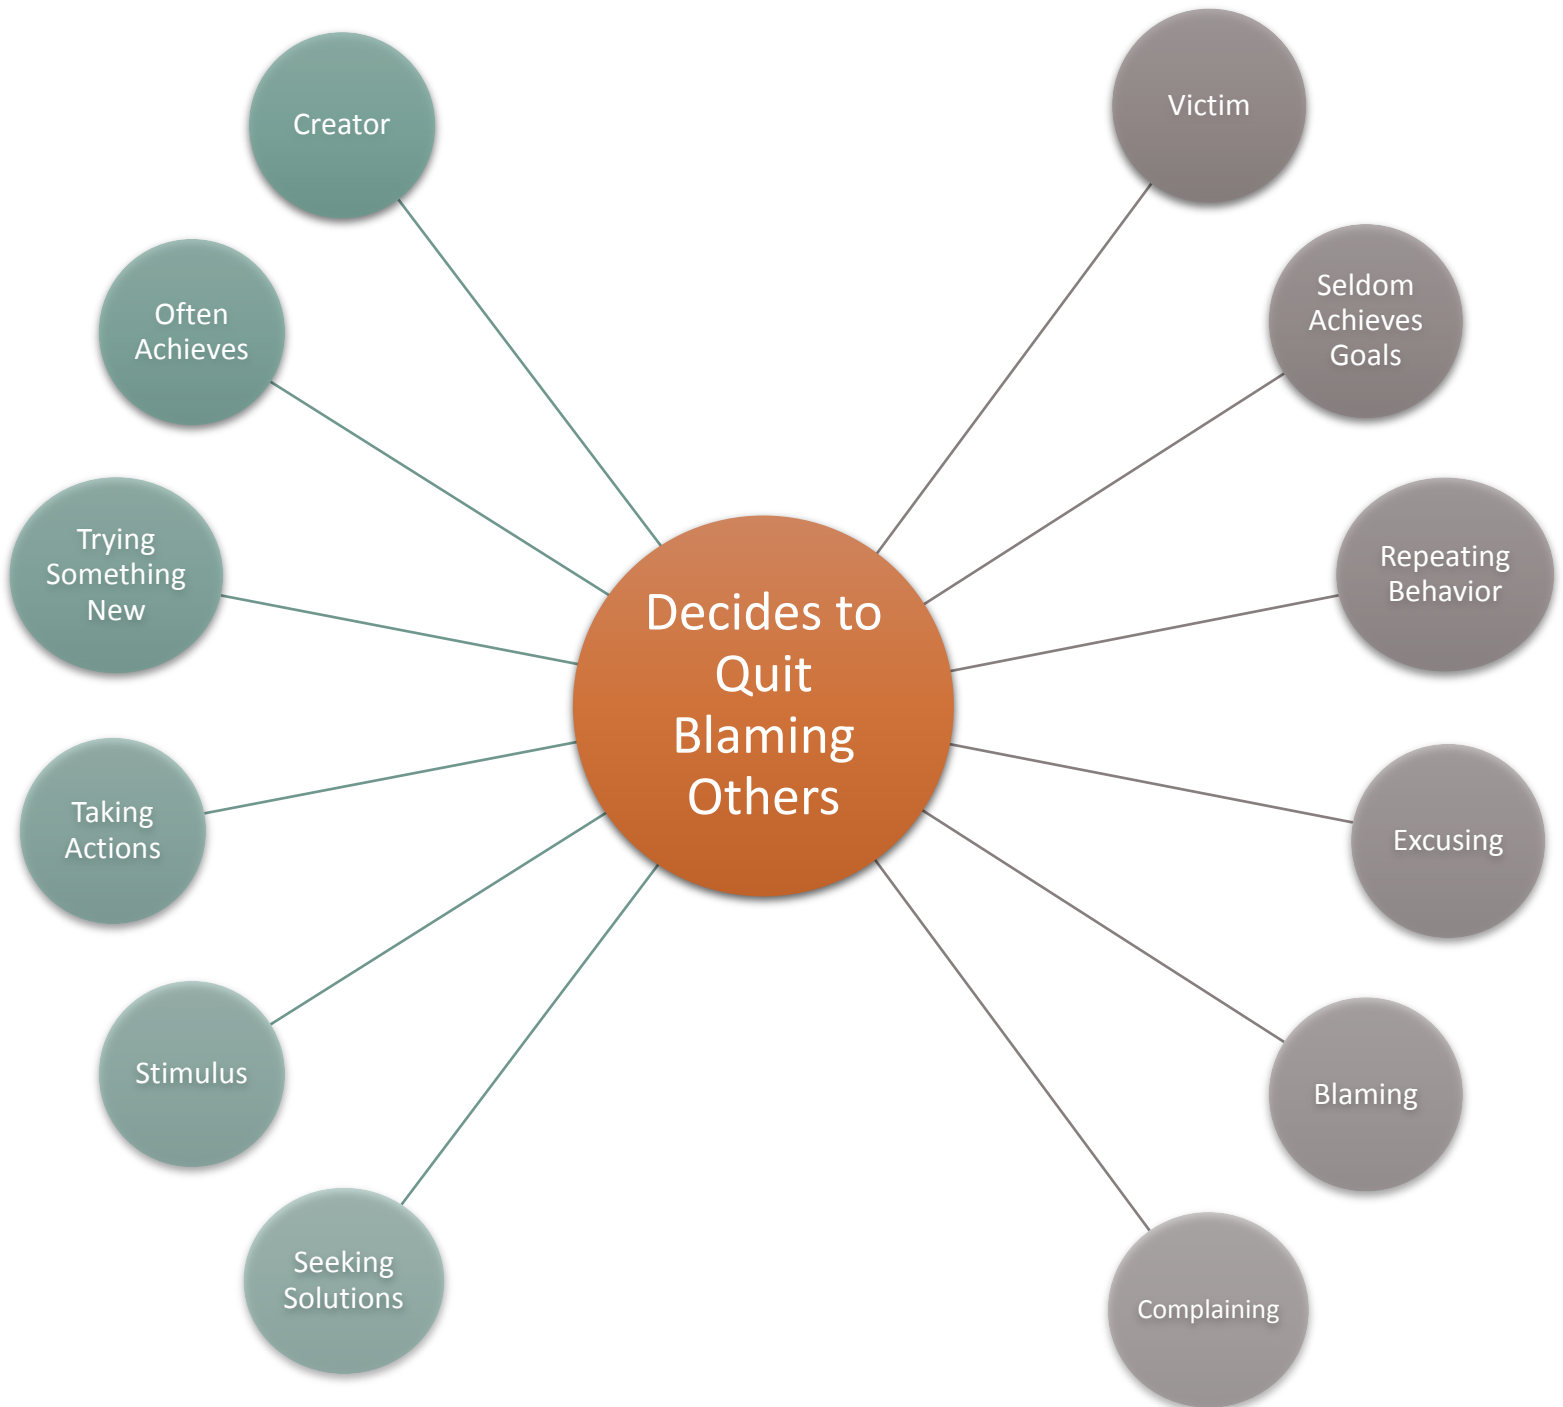 Creator
Often
Achieves
Trying
Something
New
Taking
Actions
Stimulus
Seeking
Solutions
Decides to
Quit
Blaming
Others
Victim
Seldom
Achieves
Goals
Repeating
Behavior
Excusing
Blaming
Complaining